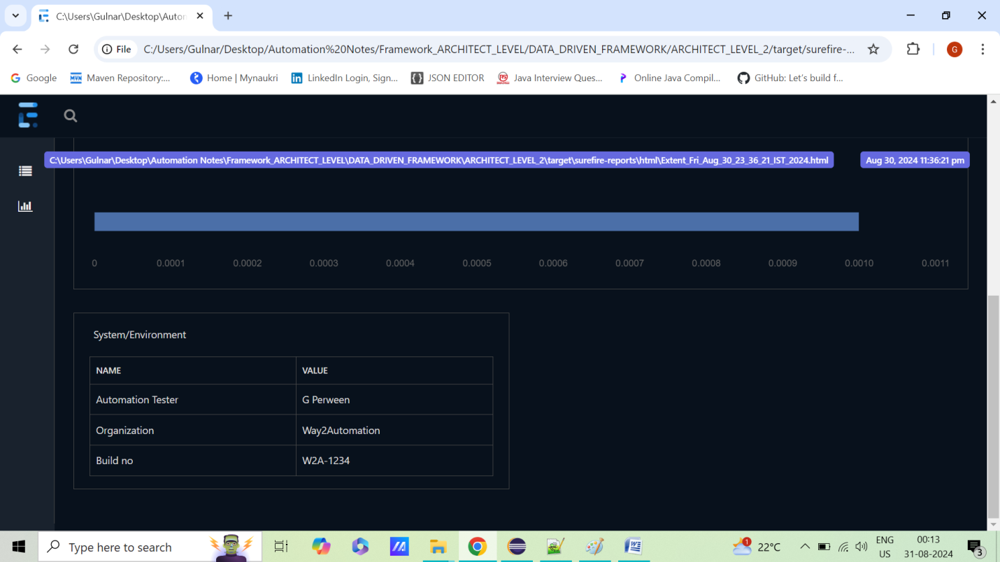 C:\Users\Gulnar\Desktop\Autom
File C:/Users/Gulnar/Desktop/Automation%20Notes/Framework_ARCHITECT_LEVEL/DATA_DRIVEN_FRAMEWORK/ARCHITECT_LEVEL_2/target/surefire-... G
Google Maven Repository:... Home | Mynaukri LinkedIn Login, Sign... JSON EDITOR Java Interview Ques... Online Java Compil... GitHub: Let's build f...
C:\Users\Gulnar\Desktop\Automation Notes\Framework_ARCHITECT_LEVEL\DATA_DRIVEN_FRAMEWORK\ARCHITECT_LEVEL_2\target\surefire-reports\html\Extent_Fri_Aug_30_23_36_21_IST_2024.html Aug 30, 2024 11:36:21 pm
0 0.0001 0.0002 0.0003 0.0004 0.0005 0.0006 0.0007 0.0008 0.0009 0.0010 0.0011
System/Environment
NAME VALUE
Automation Tester G Perween
Organization Way2Automation
Build no W2A-1234
Type here to search 1 22°C ENG US 00:13 31-08-2024 3